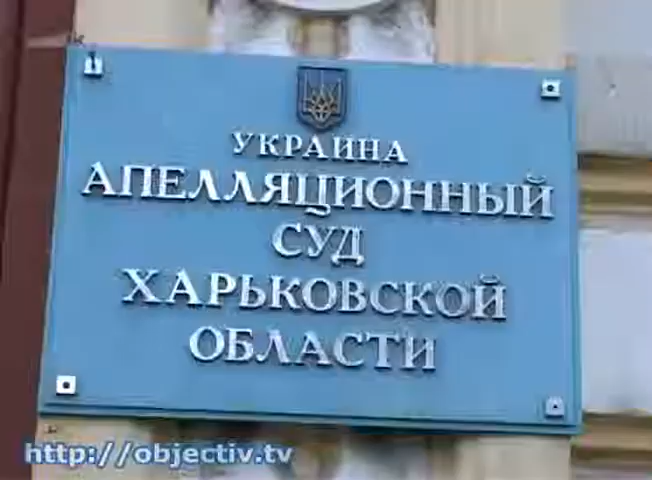 УКРАИНА
АПЕЛЛЯЦИОННЫЙ
СУД
ХАРЬКОВСКОЙ
ОБЛАСТИ
http://objectiv.tv